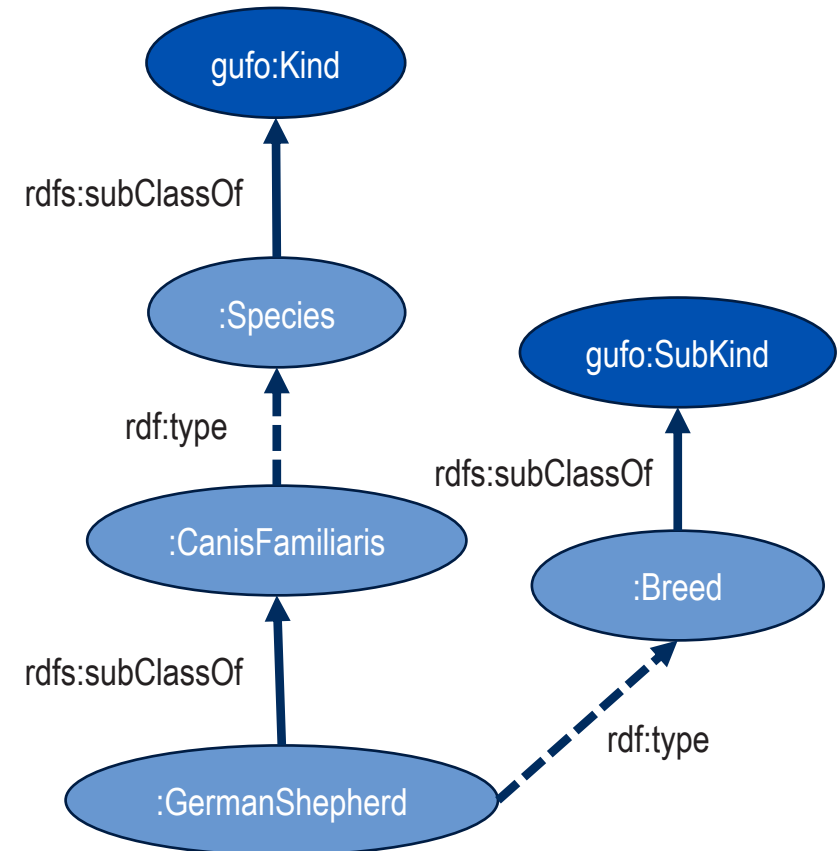 gufo:Kind
rdfs:subClassOf
:Species
gufo:SubKind
rdf:type
rdfs:subClassOf
:CanisFamiliaris
:Breed
rdfs:subClassOf
rdf:type
:GermanShepherd